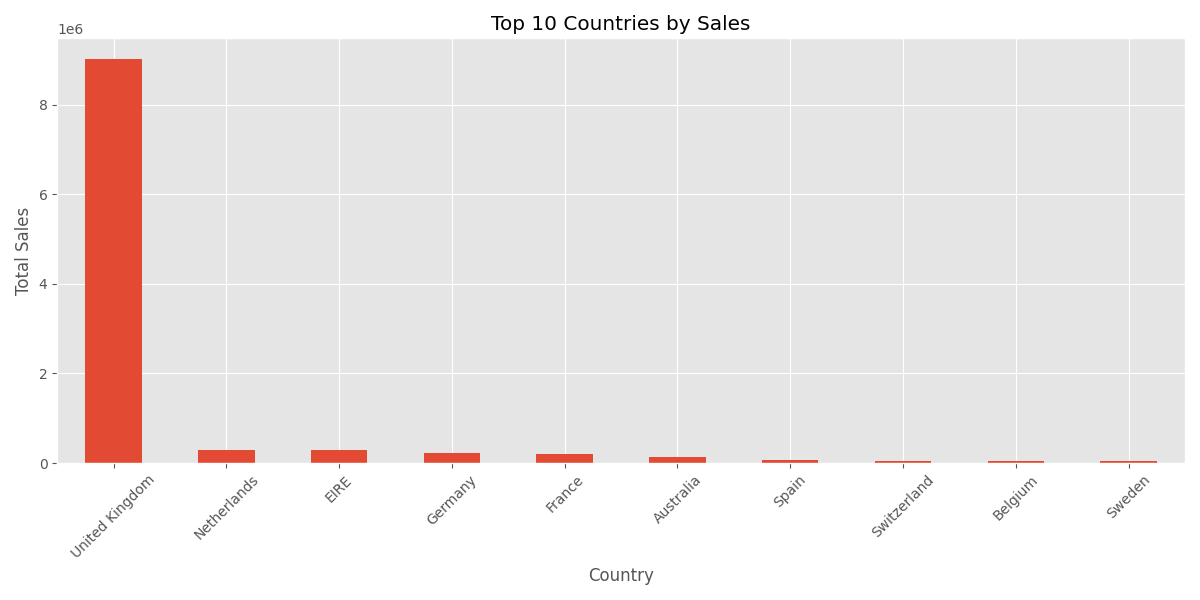 Top 10 Countries by Sales
1e6
8
6
4
2
0
Total Sales
United Kingdom
Netherlands
EIRE
Germany
France
Australia
Spain
Switzerland
Belgium
Sweden
Country